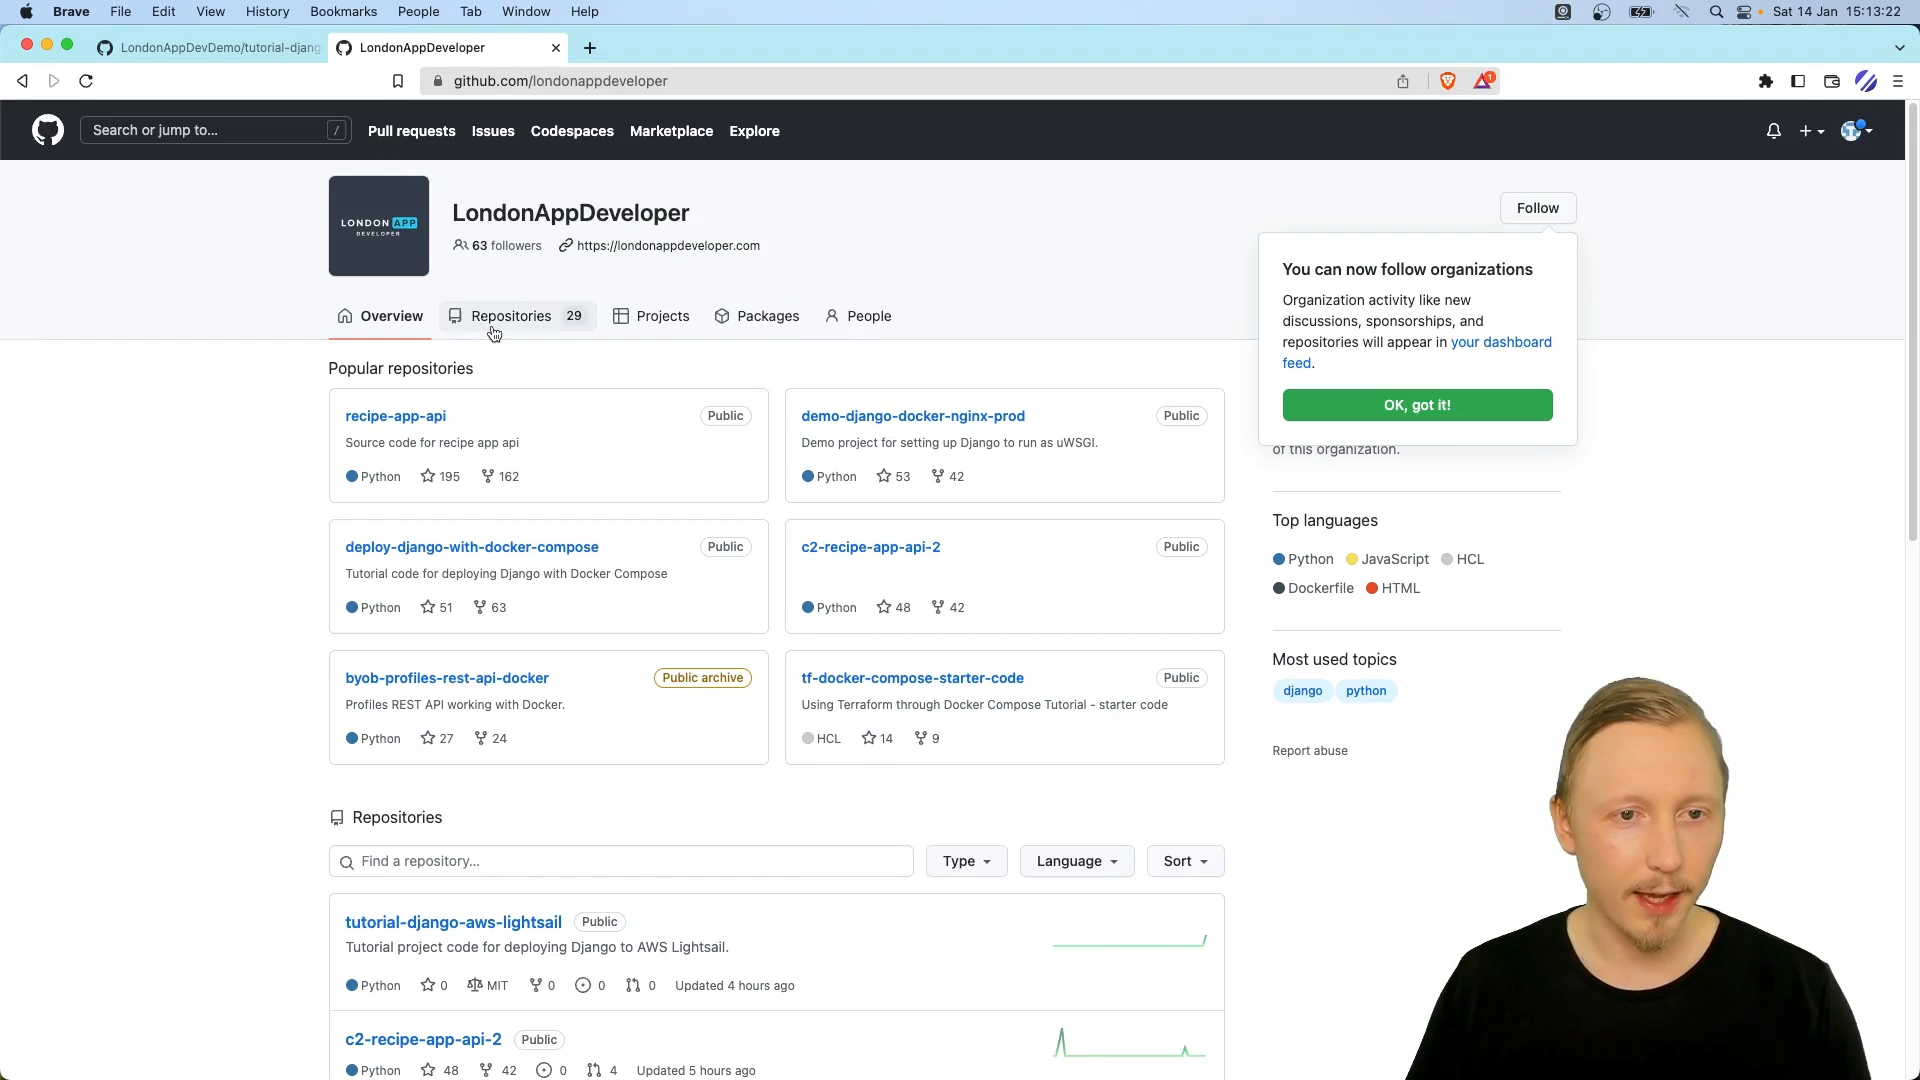 Brave File Edit View History Bookmarks People Tab Window Help
Sat 14 Jan 15:13:22
LondonAppDevDemo/tutorial-djang
LondonAppDeveloper
github.com/londonappdeveloper
1
Search or jump to...
/
Pull requests Issues Codespaces Marketplace Explore
LONDON APP
DEVELOPER
LondonAppDeveloper
63 followers https://londonappdeveloper.com
Follow
You can now follow organizations
Organization activity like new
discussions, sponsorships, and
repositories will appear in your dashboard
feed.
OK, got it!
of this organization.
Overview Repositories 29 Projects Packages People
Popular repositories
recipe-app-api Public
Source code for recipe app api
Python 195 162
demo-django-docker-nginx-prod Public
Demo project for setting up Django to run as uWSGI.
Python 53 42
deploy-django-with-docker-compose Public
Tutorial code for deploying Django with Docker Compose
Python 51 63
c2-recipe-app-api-2 Public
Python 48 42
byob-profiles-rest-api-docker Public archive
Profiles REST API working with Docker.
Python 27 24
tf-docker-compose-starter-code Public
Using Terraform through Docker Compose Tutorial - starter code
HCL 14 9
Top languages
Python JavaScript HCL
Dockerfile HTML
Most used topics
django python
Report abuse
Repositories
Find a repository... Type Language Sort
tutorial-django-aws-lightsail Public
Tutorial project code for deploying Django to AWS Lightsail.
Python 0 MIT 0 0 0 Updated 4 hours ago
c2-recipe-app-api-2 Public
Python 48 42 0 4 Updated 5 hours ago